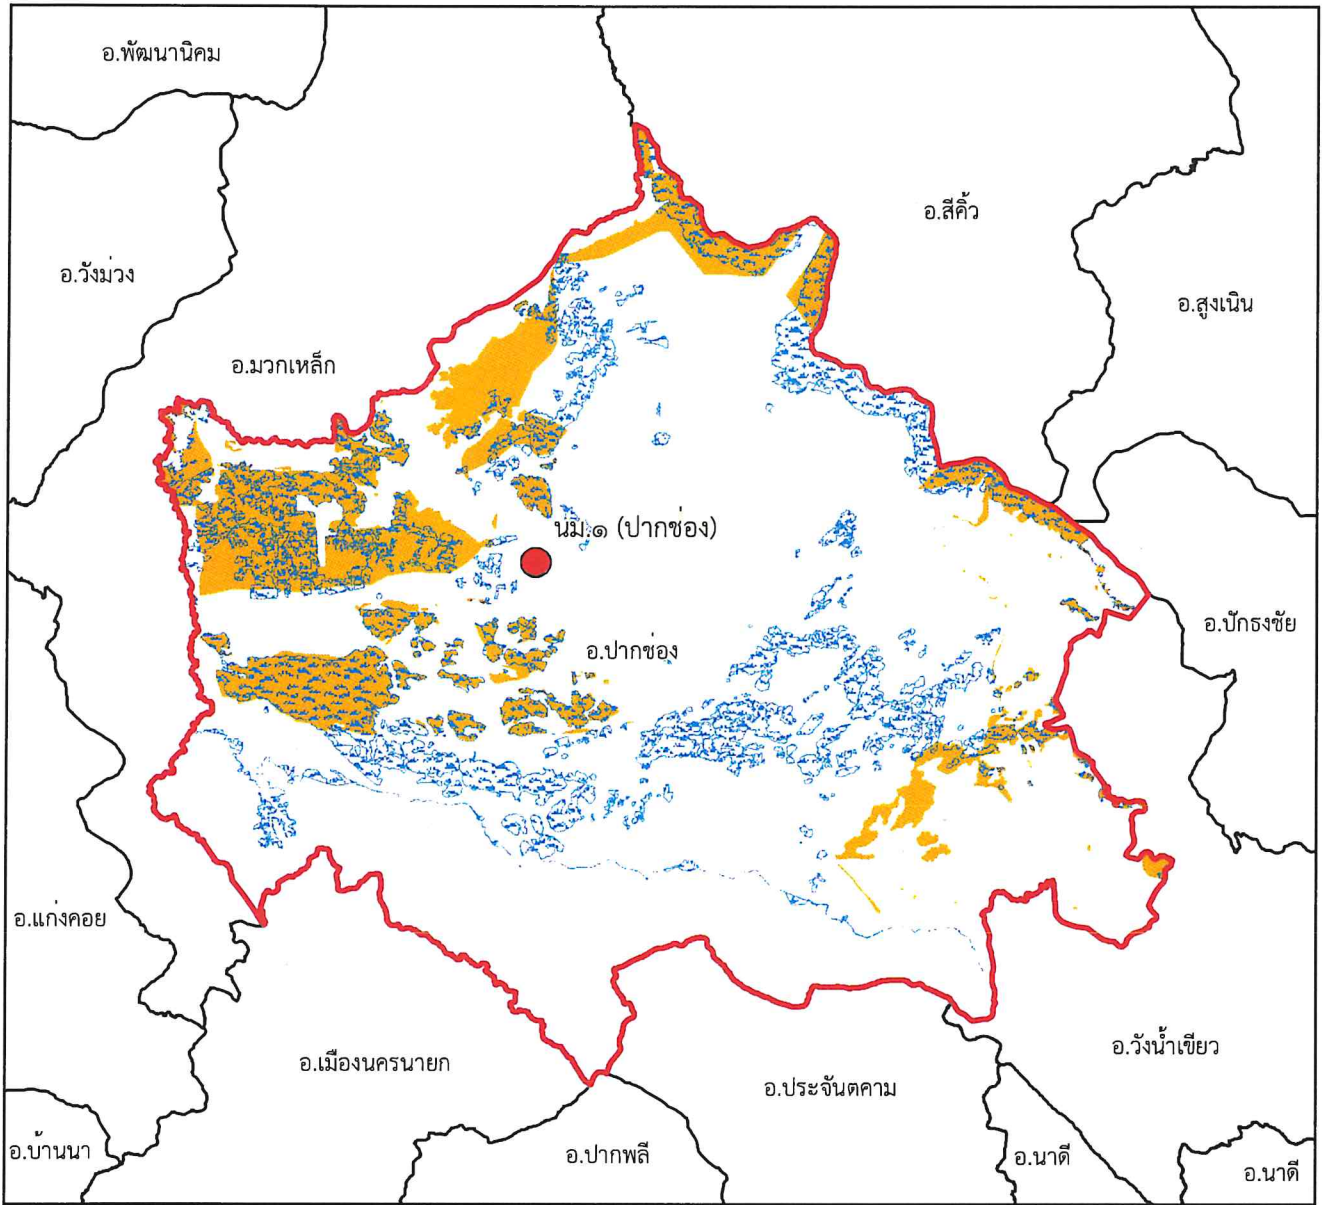 อ.พัฒนานิคม
อ.สีคิ้ว
อ.วังม่วง
อ.สูงเนิน
อ.มวกเหล็ก
นม.๑ (ปากช่อง)
อ.ปักธงชัย
อ.ปากช่อง
อ.แก่งคอย
อ.วังน้ำเขียว
อ.เมืองนครนายก
อ.ประจันตคาม
อ.บ้านนา
อ.ปากพลี
อ.นาดี
อ.นาดี